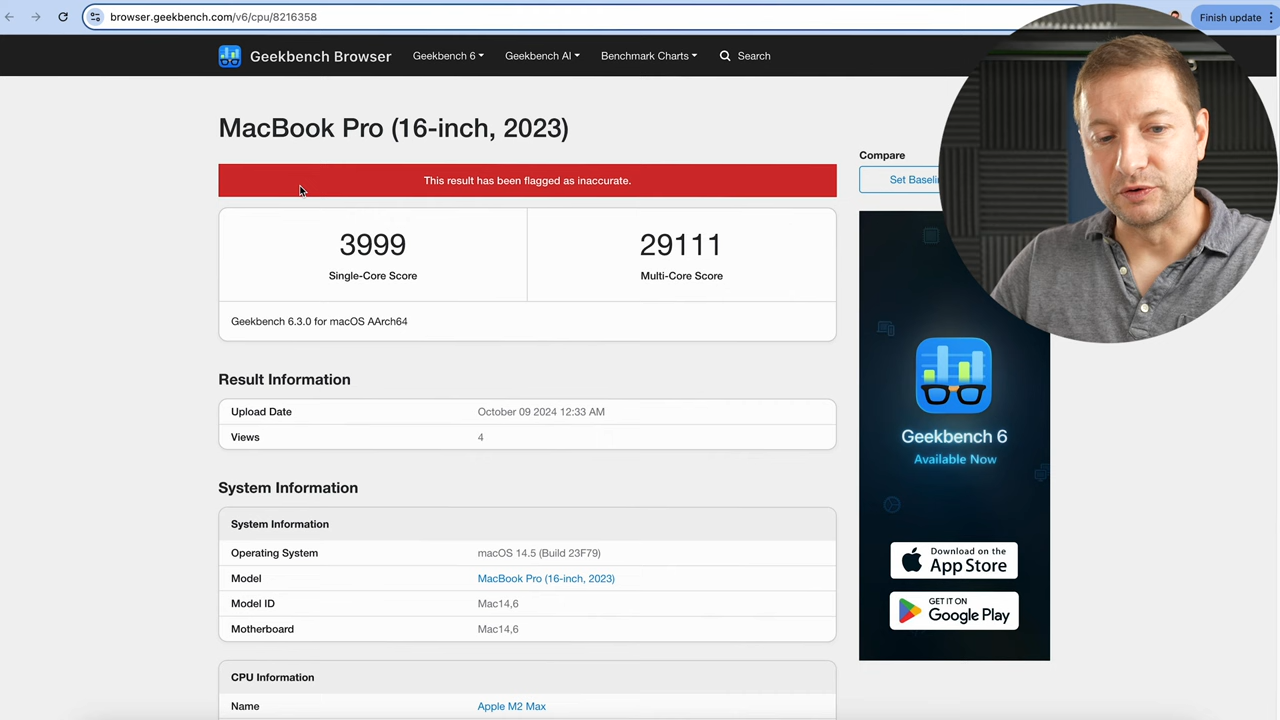 browser.geekbench.com/v6/cpu/8216358
Finish update
Geekbench Browser
Geekbench 6
Geekbench AI
Benchmark Charts
Search
MacBook Pro (16-inch, 2023)
This result has been flagged as inaccurate.
3999
Single-Core Score
29111
Multi-Core Score
Geekbench 6.3.0 for macOS AArch64
Compare
Set Baseli
Result Information
Upload Date October 09 2024 12:33 AM
Views 4
System Information
System Information
Operating System macOS 14.5 (Build 23F79)
Model MacBook Pro (16-inch, 2023)
Model ID Mac14,6
Motherboard Mac14,6
CPU Information
Name Apple M2 Max
Geekbench 6
Available Now
Download on the
App Store
GET IT ON
Google Play